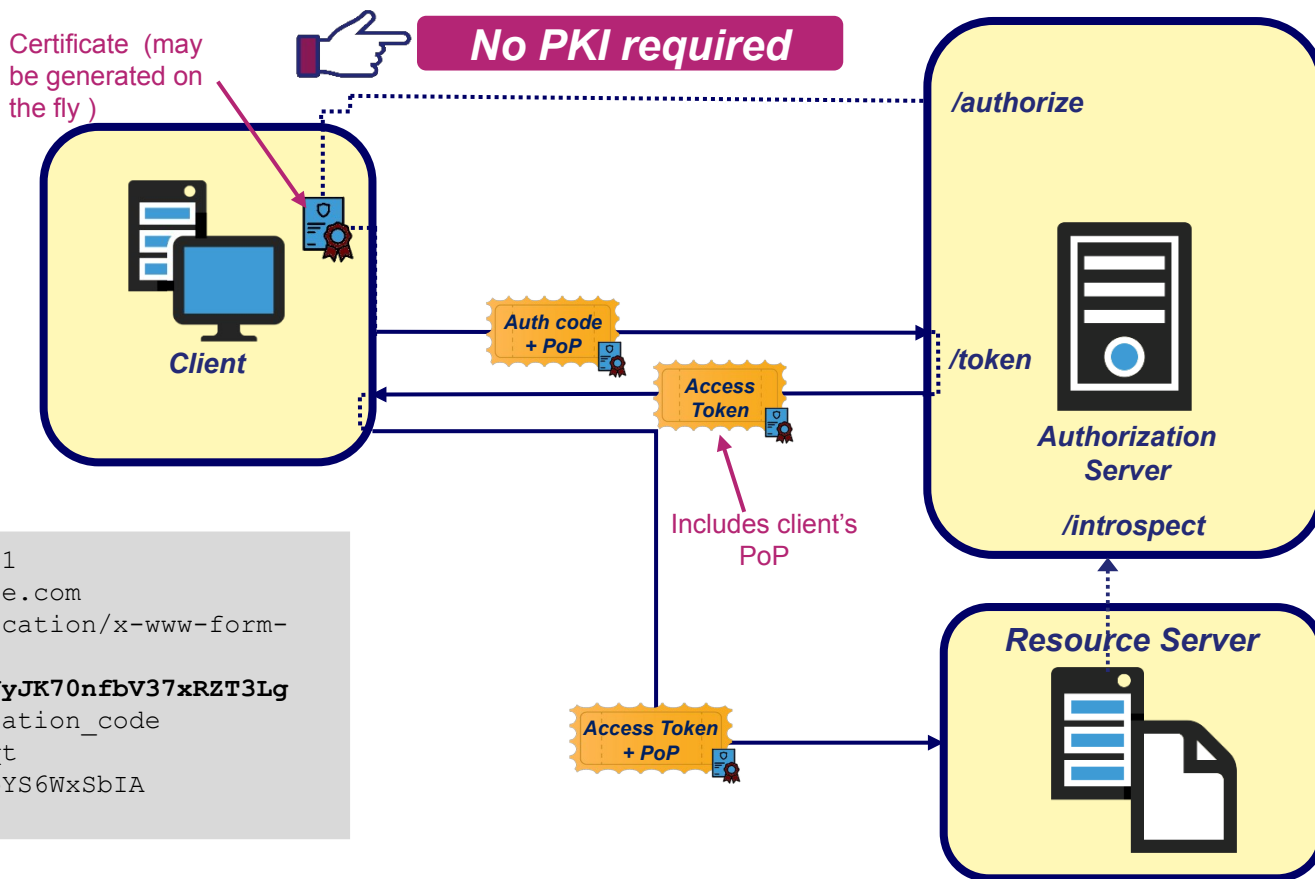 Certificate (may
be generated on
the fly )
No PKI required
/authorize
Client
Auth code
+ PoP
Access
Token
/token
Authorization
Server
/introspect
Includes client's
PoP
1
e.com
cation/x-www-form-
yJK70nfbV37xRZT3Lg
ation_code
t
YS6WxSbIA
Resource Server
Access Token
+ PoP